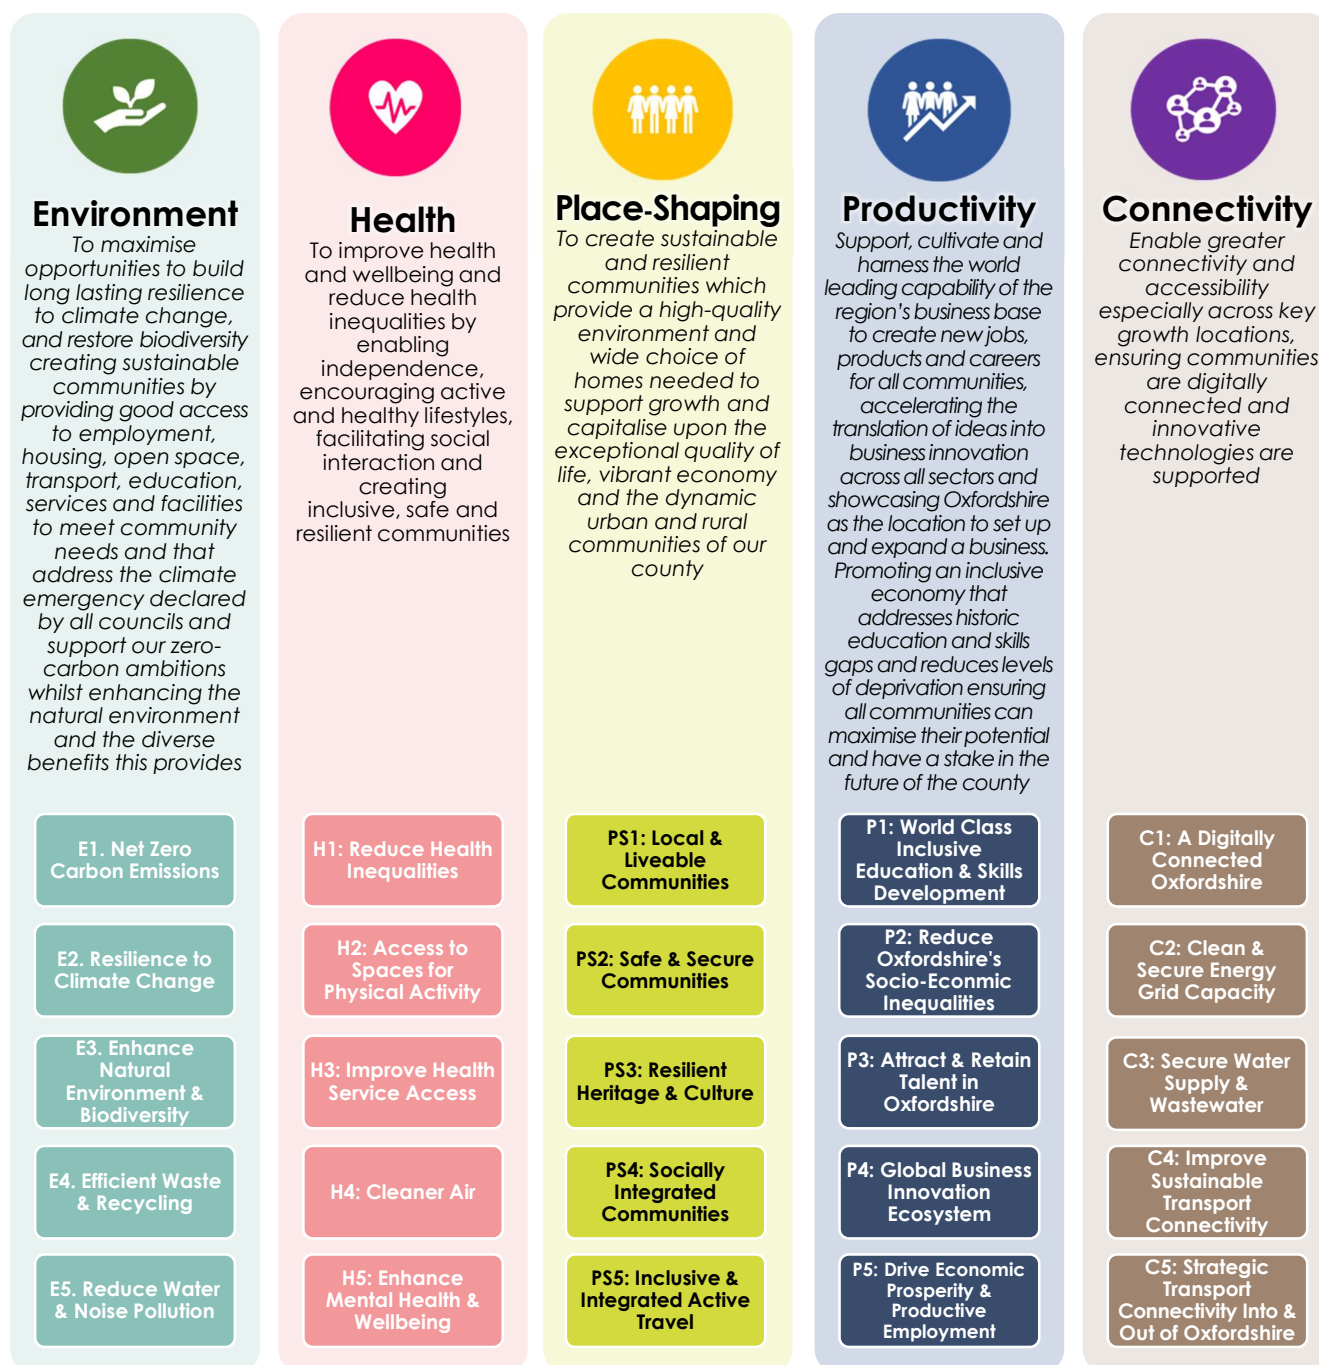 Environment
To maximise
opportunities to build
long lasting resilience
to climate change,
and restore biodiversity
creating sustainable
communities by
providing good access
to employment,
housing, open space,
transport, education,
services and facilities
to meet community
needs and that
address the climate
emergency declared
by all councils and
support our zero-
carbon ambitions
whilst enhancing the
natural environment
and the diverse
benefits this provides
E1. Net Zero
Carbon Emissions
E2. Resilience to
Climate Change
E3. Enhance
Natural
Environment &
Biodiversity
E4. Efficient Waste
& Recycling
E5. Reduce Water
& Noise Pollution
Health
To improve health
and wellbeing and
reduce health
inequalities by
enabling
independence,
encouraging active
and healthy lifestyles,
facilitating social
interaction and
creating
inclusive, safe and
resilient communities
H1: Reduce Health
Inequalities
H2: Access to
Spaces for
Physical Activity
H3: Improve Health
Service Access
H4: Cleaner Air
H5: Enhance
Mental Health &
Wellbeing
Place-Shaping
To create sustainable
and resilient
communities which
provide a high-quality
environment and
wide choice of
homes needed to
support growth and
capitalise upon the
exceptional quality of
life, vibrant economy
and the dynamic
urban and rural
communities of our
county
PS1: Local &
Liveable
Communities
PS2: Safe & Secure
Communities
PS3: Resilient
Heritage & Culture
PS4: Socially
Integrated
Communities
PS5: Inclusive &
Integrated Active
Travel
Productivity
Support, cultivate and
harness the world
leading capability of the
region's business base
to create new jobs,
products and careers
for all communities,
accelerating the
translation of ideas into
business innovation
across all sectors and
showcasing Oxfordshire
as the location to set up
and expand a business.
Promoting an inclusive
economy that
addresses historic
education and skills
gaps and reduces levels
of deprivation ensuring
all communities can
maximise their potential
and have a stake in the
future of the county
P1: World Class
Inclusive
Education & Skills
Development
P2: Reduce
Oxfordshire's
Socio-Econmic
Inequalities
P3: Attract & Retain
Talent in
Oxfordshire
P4: Global Business
Innovation
Ecosystem
P5: Drive Economic
Prosperity &
Productive
Employment
Connectivity
Enable greater
connectivity and
accessibility
especially across key
growth locations,
ensuring communities
are digitally
connected and
innovative
technologies are
supported
C1: A Digitally
Connected
Oxfordshire
C2: Clean &
Secure Energy
Grid Capacity
C3: Secure Water
Supply &
Wastewater
C4: Improve
Sustainable
Transport
Connectivity
C5: Strategic
Transport
Connectivity Into &
Out of Oxfordshire